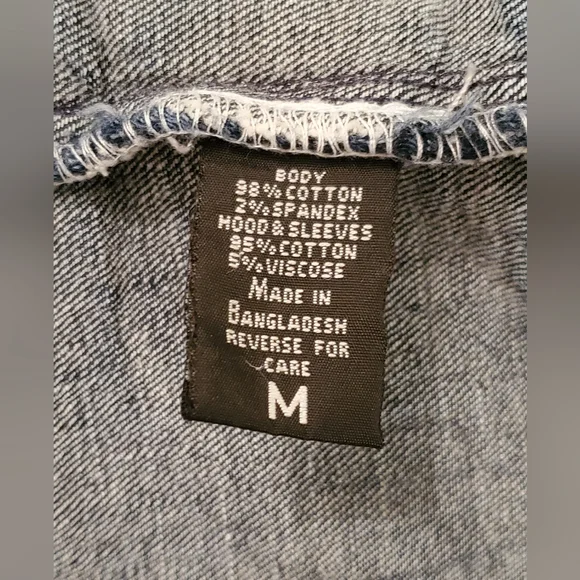 BODY
98% COTTON
2% SPANDEX
HOOD & SLEEVES
95% COTTON
5% VISCOSE
MADE IN
BANGLADESH
REVERSE FOR
CARE
M